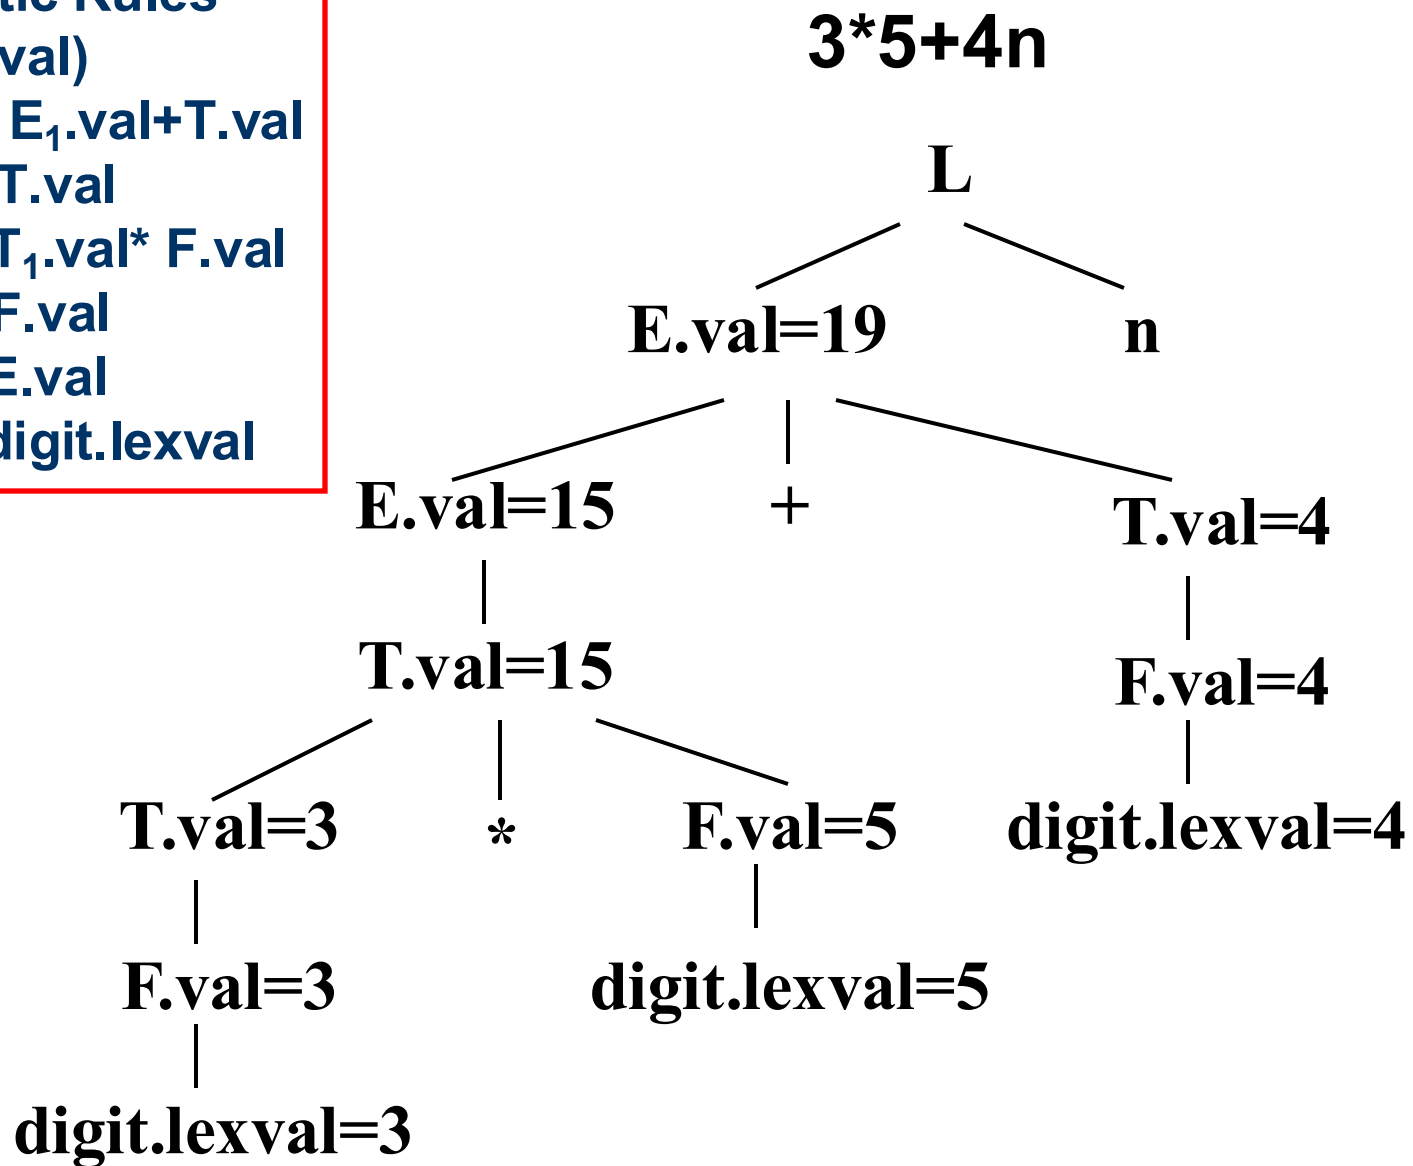 val)
E₁.val+T.val
T.val
T₁.val* F.val
F.val
E.val
digit.lexval
Rules
3*5+4n
L
E.val=19 n
E.val=15 + T.val=4
T.val=15 F.val=4
T.val=3 * F.val=5 digit.lexval=4
F.val=3 digit.lexval=5
digit.lexval=3